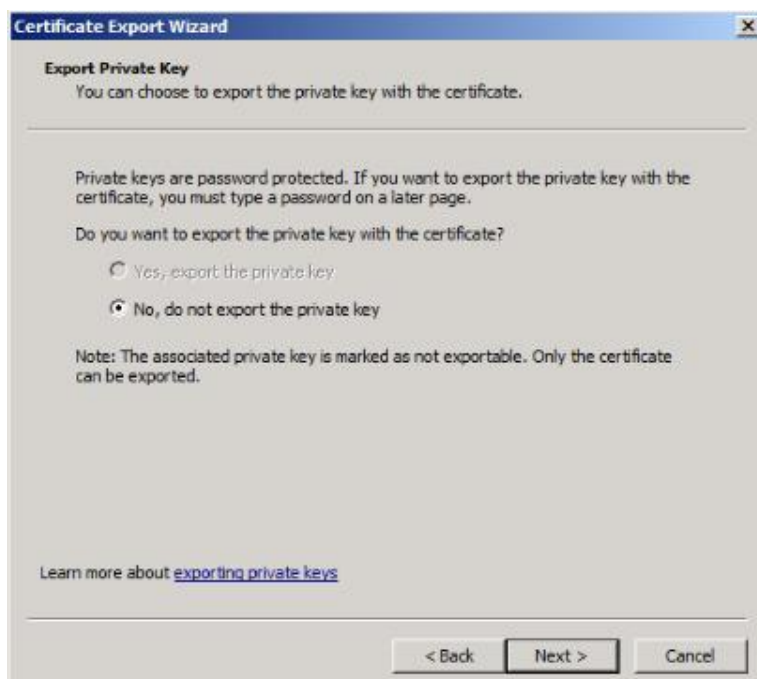 Certificate Export Wizard
Export Private Key
You can choose to export the private key with the certificate.
Private keys are password protected. If you want to export the private key with the
certificate, you must type a password on a later page.
Do you want to export the private key with the certificate?
Yes, export the private key
No, do not export the private key
Note: The associated private key is marked as not exportable. Only the certificate
can be exported.
Learn more about exporting private keys
< Back Next > Cancel